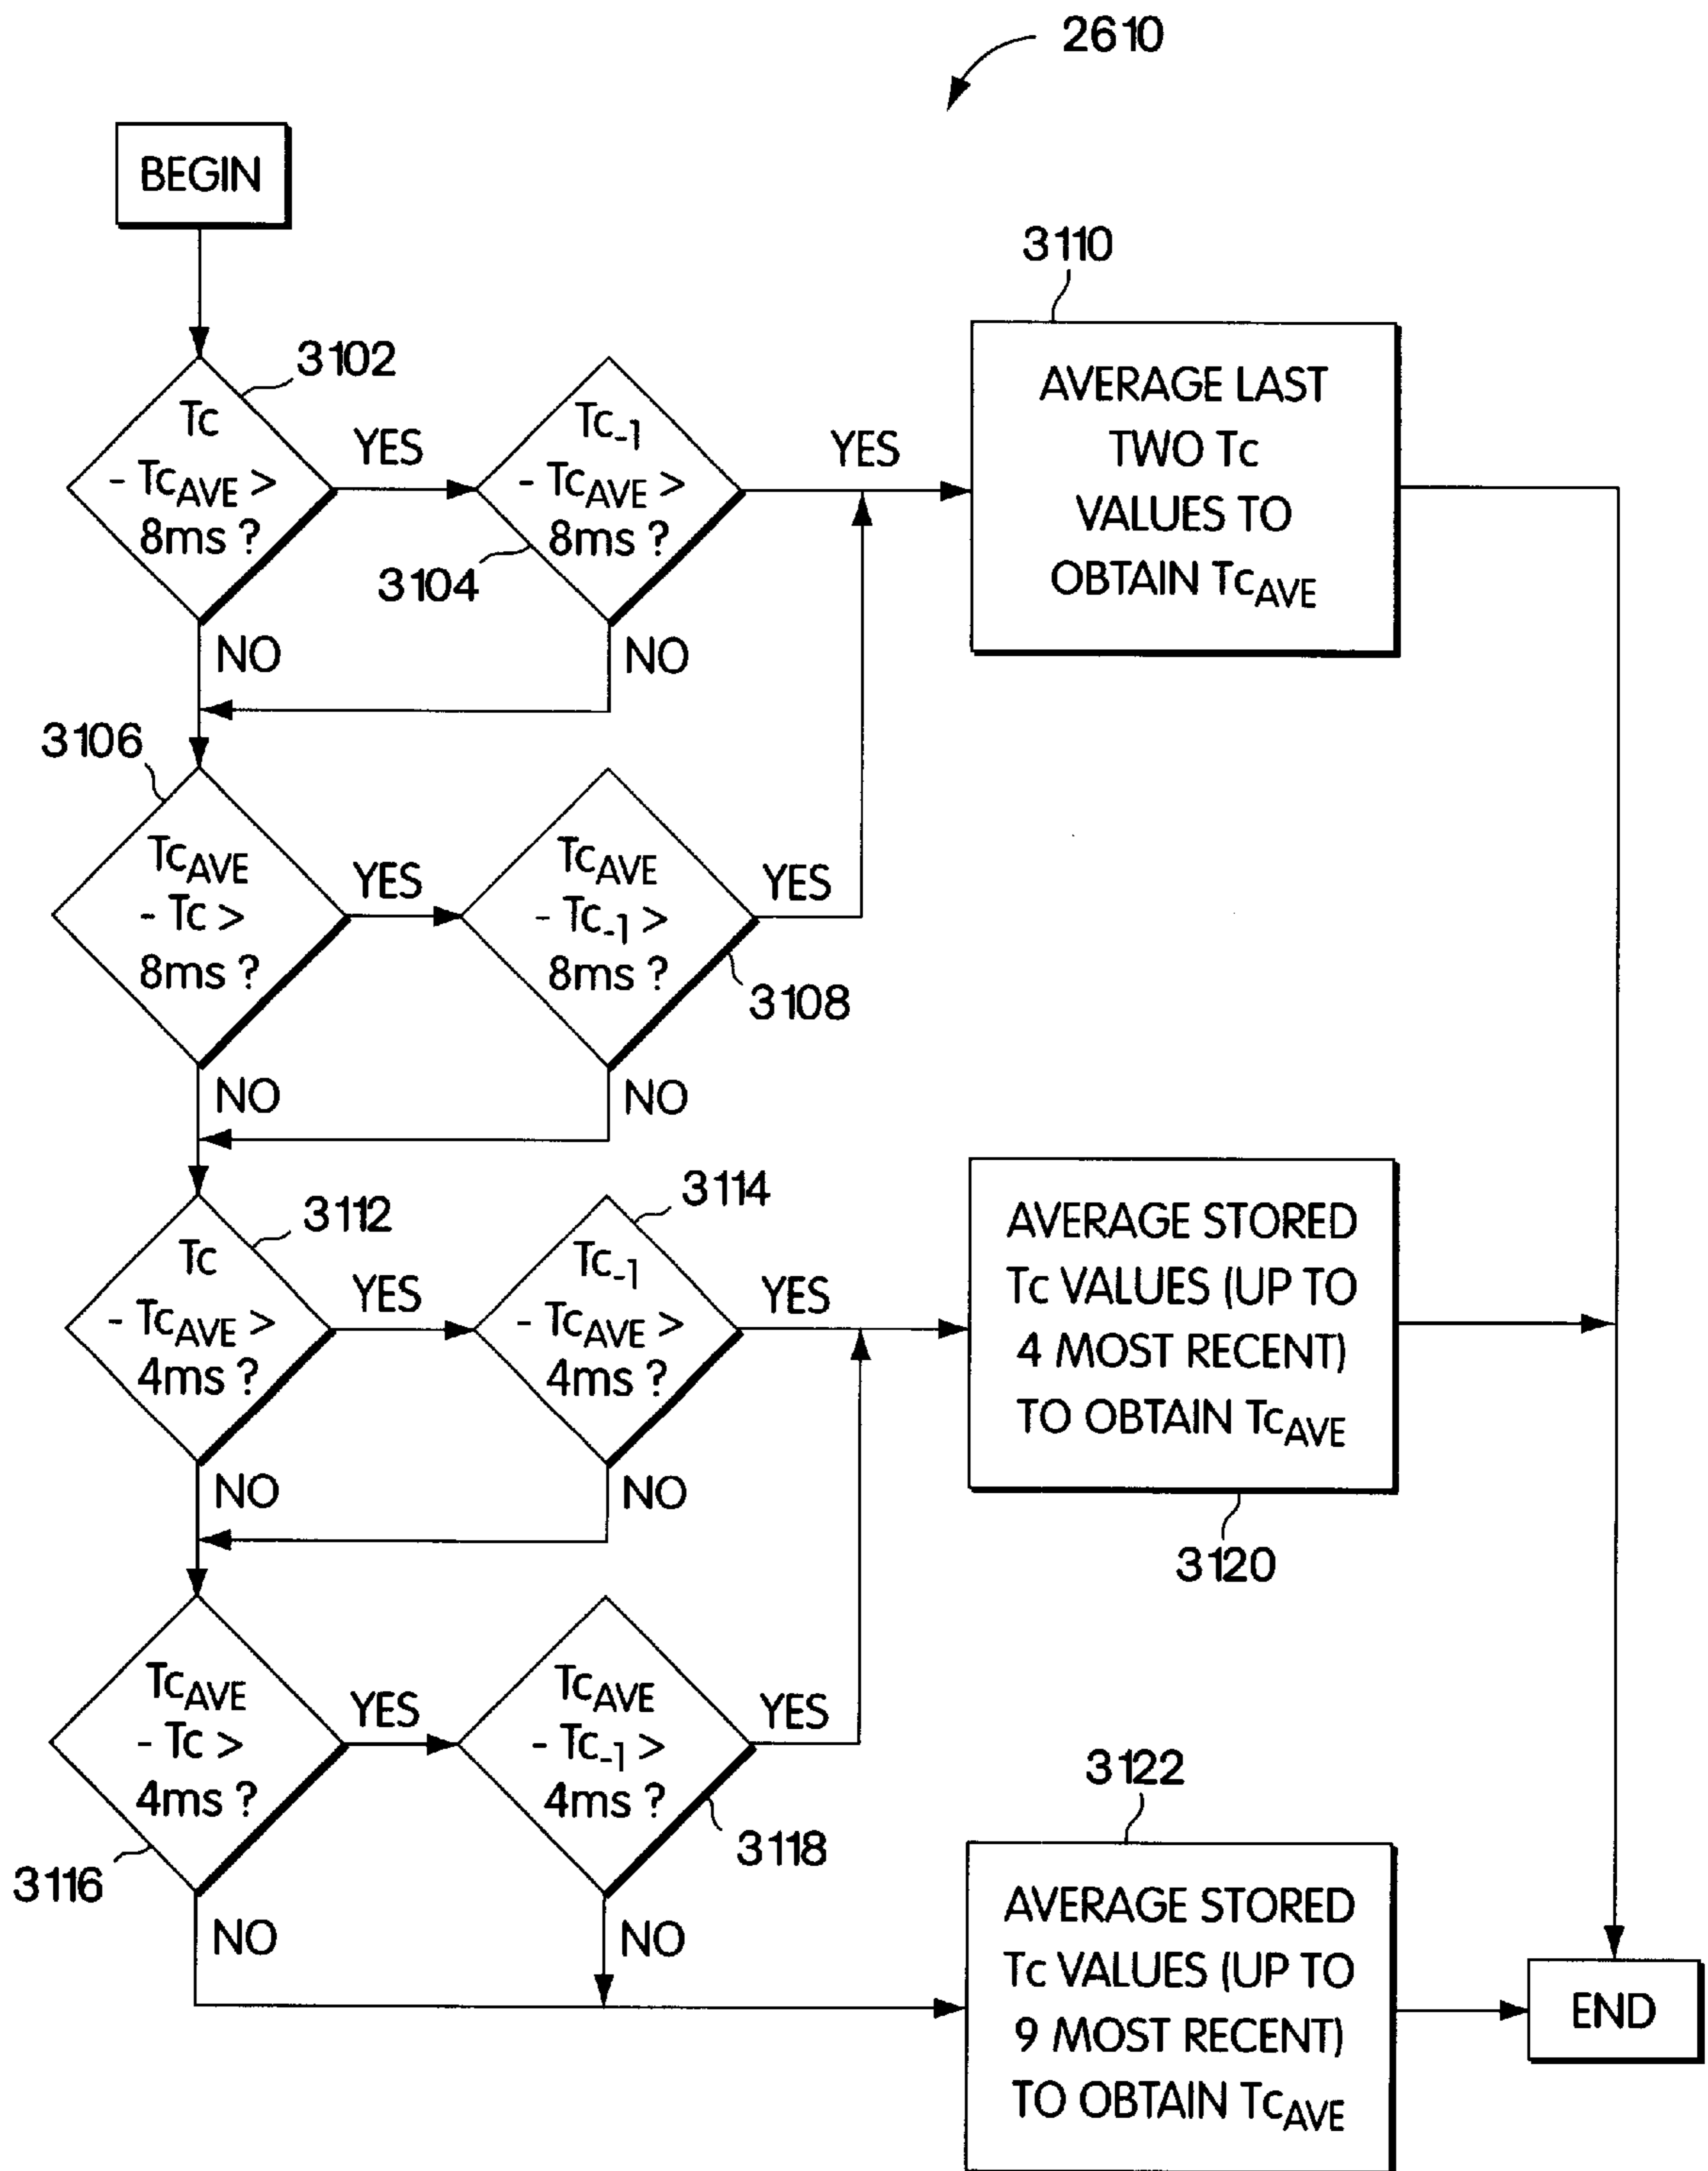 2610
BEGIN
3110
3102
Tc
- TcAVE >
8ms ?
YES
Tc-1
- TcAVE >
8ms ?
3104
YES
AVERAGE LAST
TWO Tc
VALUES TO
OBTAIN TcAVE
NO
NO
3106
TcAVE
- Tc >
8ms ?
YES
TcAVE
- Tc-1 >
8ms ?
YES
3108
NO
NO
3112
Tc
- TcAVE >
4ms ?
YES
3114
Tc-1
- TcAVE >
4ms ?
YES
AVERAGE STORED
Tc VALUES (UP TO
4 MOST RECENT)
TO OBTAIN TcAVE
3120
NO
NO
TcAVE
- Tc >
4ms ?
3116
YES
TcAVE
- Tc-1 >
4ms ?
YES
3118
NO
NO
3122
AVERAGE STORED
Tc VALUES (UP TO
9 MOST RECENT)
TO OBTAIN TcAVE
END